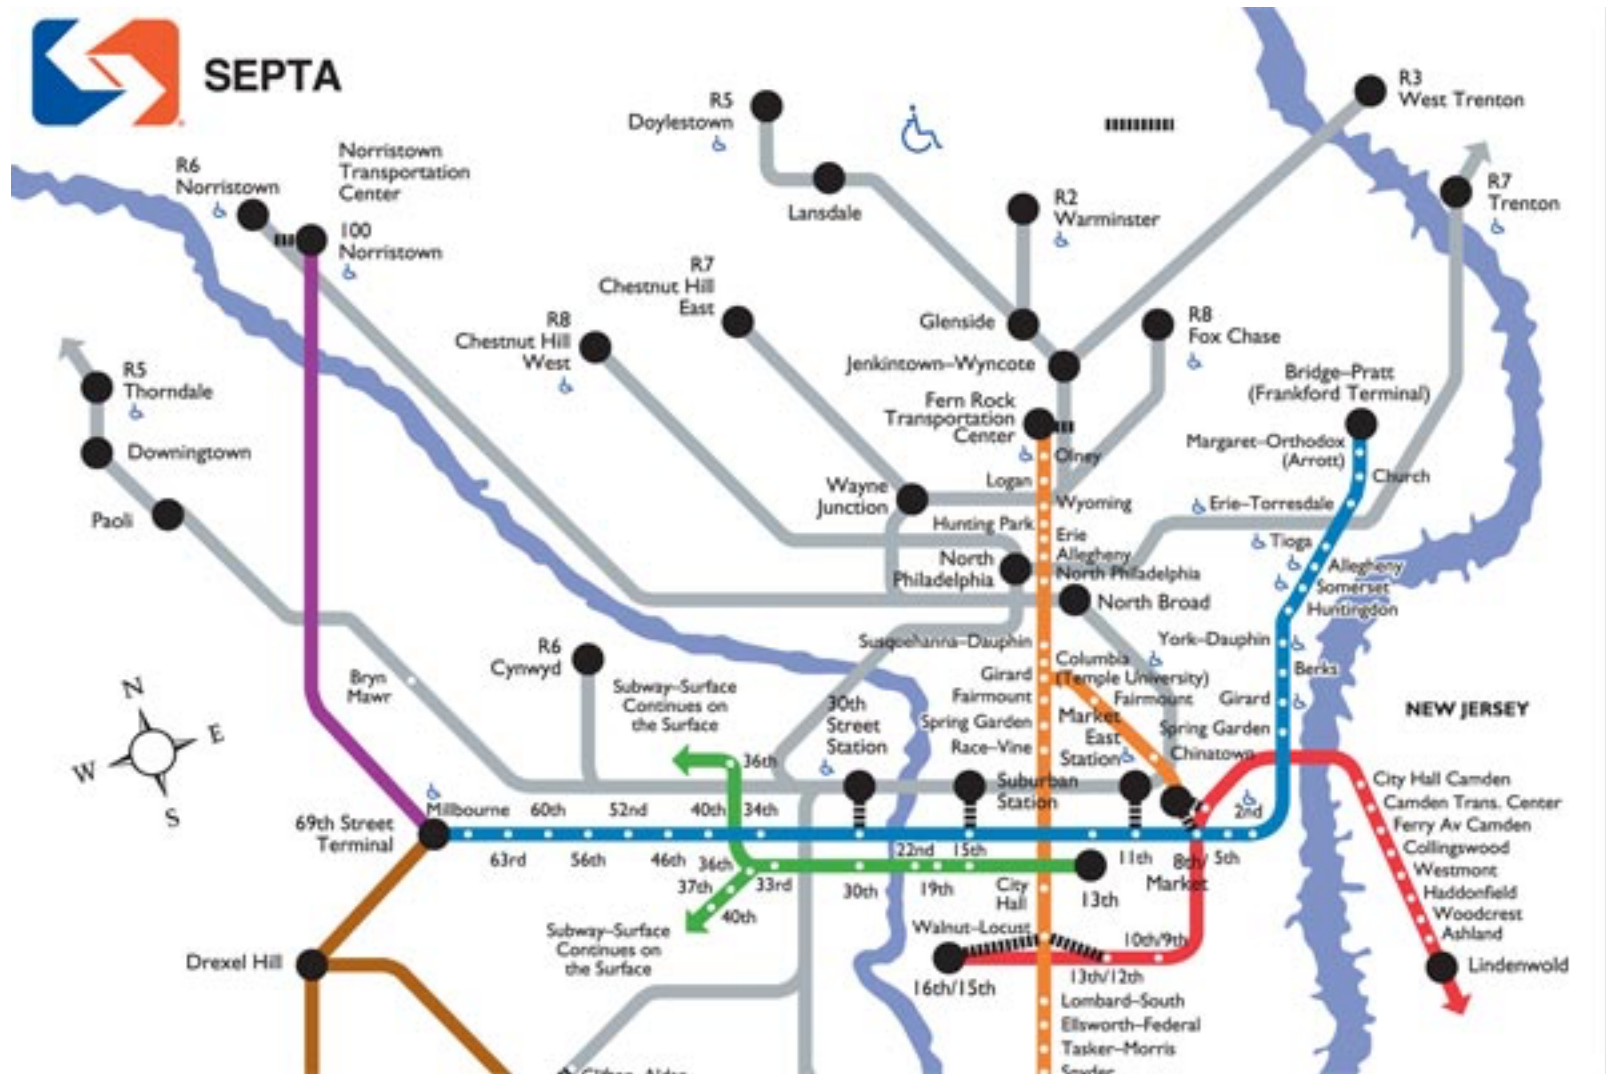 SEPTA
R5
Doylestown
Lansdale
R3
West Trenton
R7
Trenton
R6
Norristown
Norristown
Transportation
Center
100
Norristown
R2
Warminster
R7
Chestnut Hill
East
R8
Chestnut Hill
West
Glenside
R8
Fox Chase
Jenkintown–Wyncote
Bridge–Pratt
(Frankford Terminal)
R5
Thorndale
Downingtown
Paoli
Fern Rock
Transportation
Center
Olney
Logan
Wyoming
Hunting Park
Erie
Allegheny
North Philadelphia
Wayne
Junction
North
Philadelphia
North Broad
Margaret–Orthodox
(Arrott)
Church
Erie–Torresdale
Tioga
Allegheny
Somerset
Huntingdon
York–Dauphin
Berks
Girard
Spring Garden
Susquehanna–Dauphin
Columbia
(Temple University)
Girard
Fairmount
Fairmount
Spring Garden
Race–Vine
Chinatown
Market
East
Station
R6
Cynwyd
Bryn
Mawr
Subway–Surface
Continues on
the Surface
30th
Street
Station
Suburban
Station
NEW JERSEY
N
E
W
S
36th
69th Street
Terminal
Millbourne
60th
52nd
40th
34th
2nd
63rd
56th
46th
36th
37th
33rd
40th
30th
22nd
15th
19th
City
Hall
13th
11th
8th/
Market
5th
Subway–Surface
Continues on
the Surface
Walnut–Locust
16th/15th
10th/9th
13th/12th
City Hall Camden
Camden Trans. Center
Ferry Av Camden
Collingswood
Westmont
Haddonfield
Woodcrest
Ashland
Lindenwold
Drexel Hill
Lombard–South
Ellsworth–Federal
Tasker–Morris